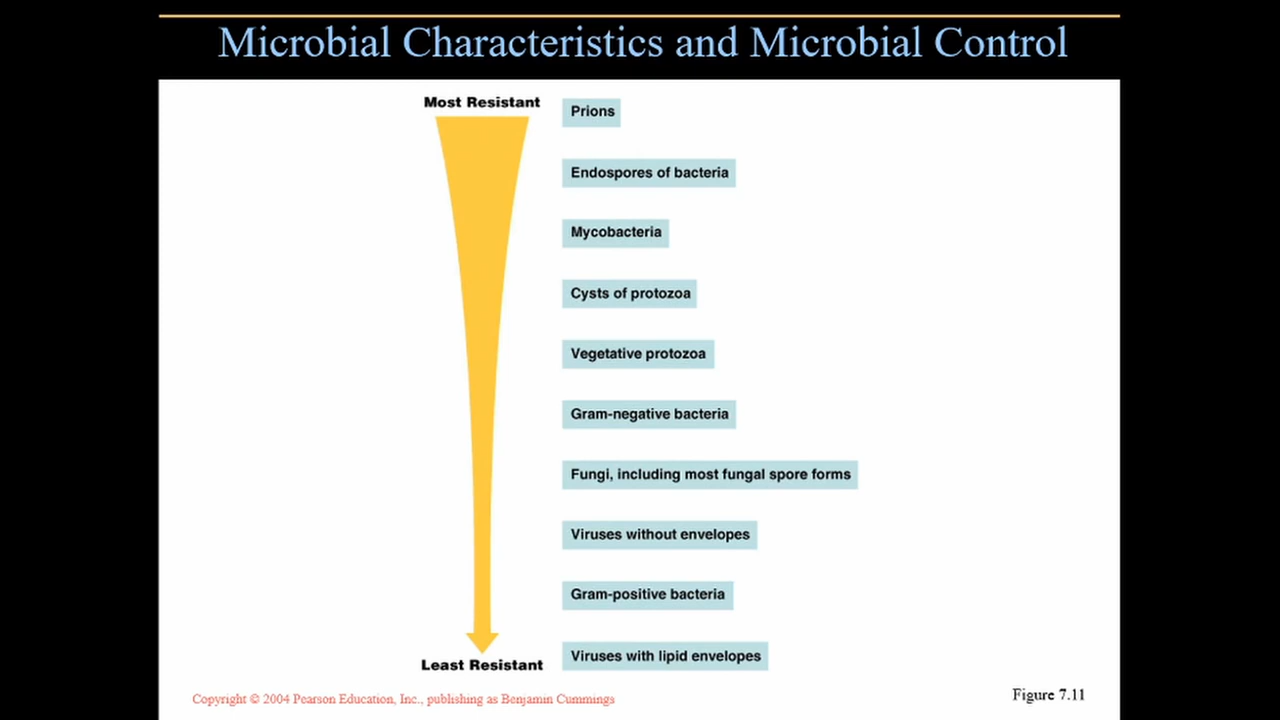 Microbial Characteristics and Microbial Control
Most Resistant
Prions
Endospores of bacteria
Mycobacteria
Cysts of protozoa
Vegetative protozoa
Gram-negative bacteria
Fungi, including most fungal spore forms
Viruses without envelopes
Gram-positive bacteria
Viruses with lipid envelopes
Least Resistant
Copyright © 2004 Pearson Education, Inc., publishing as Benjamin Cummings
Figure 7.11